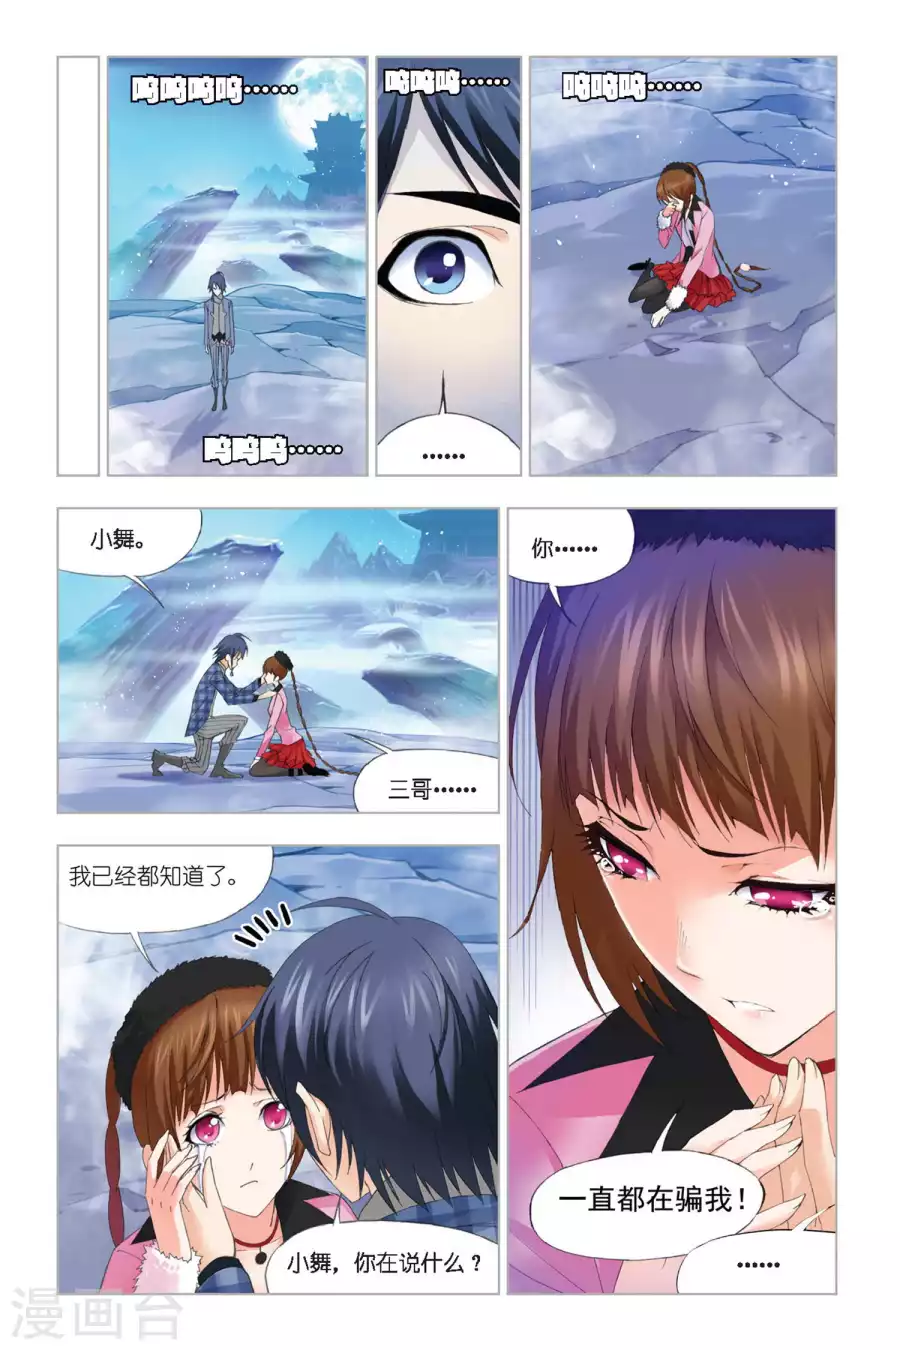 呜呜呜呜……
呜呜呜……
呜呜呜……
呜呜呜……
……
小舞。
三哥……
你……
一直都在骗我！
……
我已经都知道了。
小舞，你在说什么？
漫画台